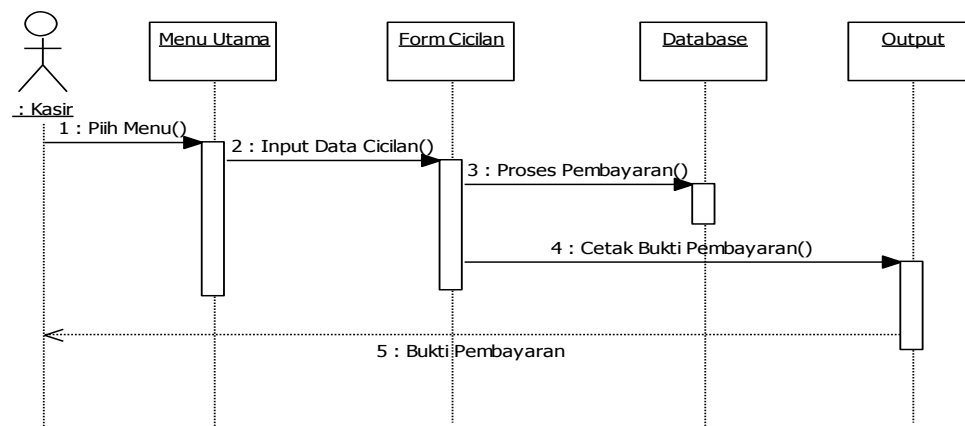 Menu Utama
Form Cicilan
Database
Output
: Kasir
1 : Piih Menu()
2 : Input Data Cicilan()
3 : Proses Pembayaran()
4 : Cetak Bukti Pembayaran()
5 : Bukti Pembayaran